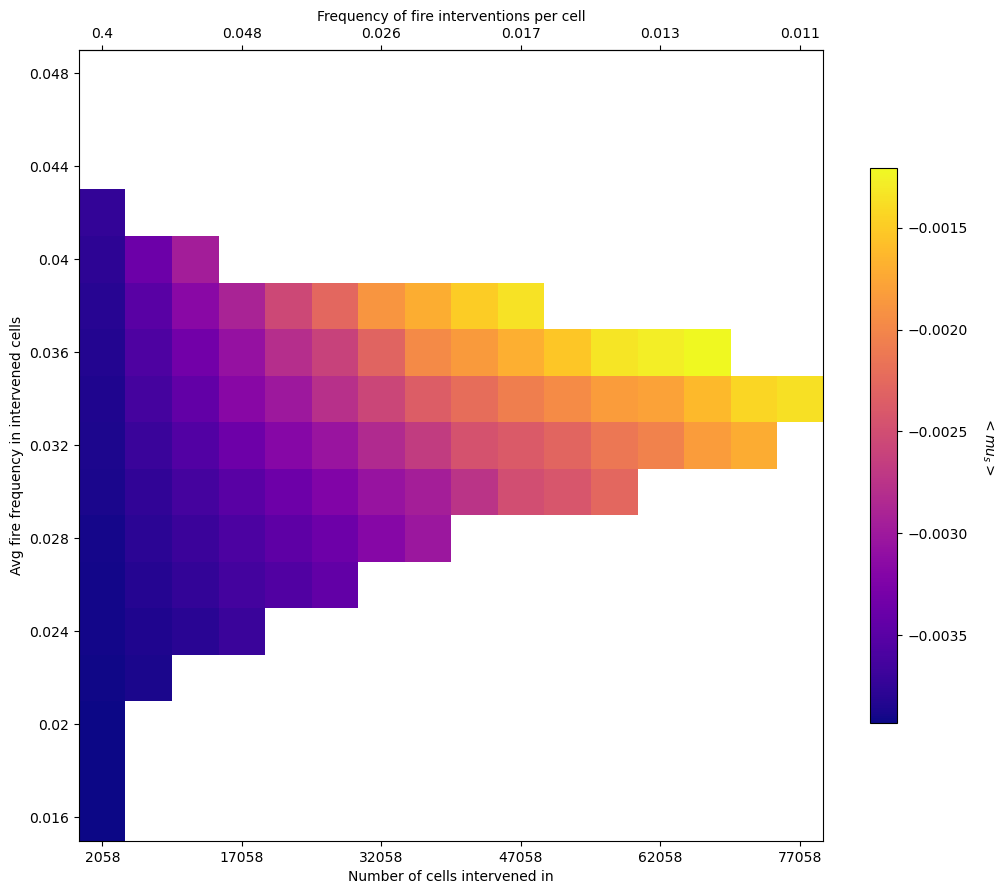 Frequency of fire interventions per cell
0.4 0.048 0.026 0.017 0.013 0.011
0.048
0.044
0.04
0.036
0.032
0.028
0.024
0.02
0.016
Avg fire frequency in intervened cells
2058 17058 32058 47058 62058 77058
Number of cells intervened in
−0.0015
−0.0020
−0.0025
−0.0030
−0.0035
< mu_s >